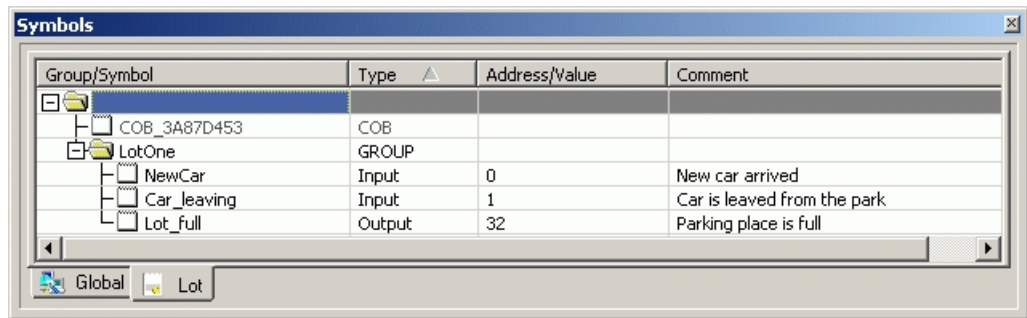 Symbols
Group/Symbol Type Address/Value Comment
COB_3A87D453 COB
LotOne GROUP
NewCar Input 0 New car arrived
Car_leaving Input 1 Car is leaved from the park
Lot_full Output 32 Parking place is full
Global Lot